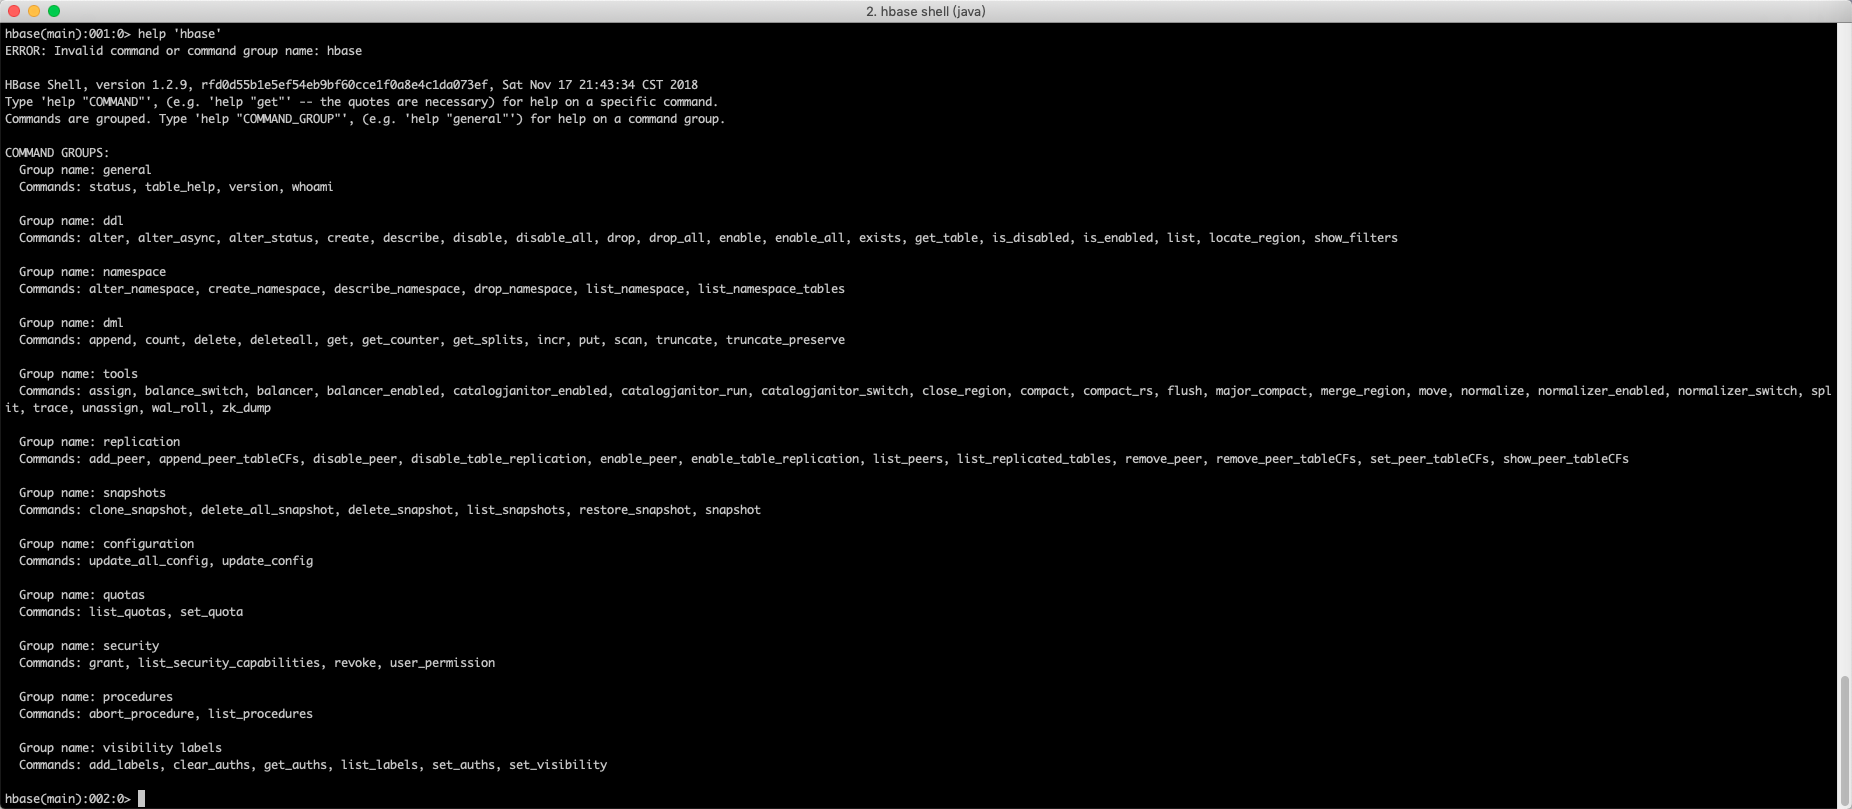 2. hbase shell (java)
hbase(main):001:0> help 'hbase'
ERROR: Invalid command or command group name: hbase
HBase Shell, version 1.2.9, rfd0d55b1e5ef54eb9bf60cce1f0a8e4c1da073ef, Sat Nov 17 21:43:34 CST 2018
Type 'help "COMMAND"', (e.g. 'help "get"' -- the quotes are necessary) for help on a specific command.
Commands are grouped. Type 'help "COMMAND_GROUP"', (e.g. 'help "general"') for help on a command group.
COMMAND GROUPS:
Group name: general
Commands: status, table_help, version, whoami
Group name: ddl
Commands: alter, alter_async, alter_status, create, describe, disable, disable_all, drop, drop_all, enable, enable_all, exists, get_table, is_disabled, is_enabled, list, locate_region, show_filters
Group name: namespace
Commands: alter_namespace, create_namespace, describe_namespace, drop_namespace, list_namespace, list_namespace_tables
Group name: dml
Commands: append, count, delete, deleteall, get, get_counter, get_splits, incr, put, scan, truncate, truncate_preserve
Group name: tools
Commands: assign, balance_switch, balancer, balancer_enabled, catalogjanitor_enabled, catalogjanitor_run, catalogjanitor_switch, close_region, compact, compact_rs, flush, major_compact, merge_region, move, normalize, normalizer_enabled, normalizer_switch, spl
it, trace, unassign, wal_roll, zk_dump
Group name: replication
Commands: add_peer, append_peer_tableCFs, disable_peer, disable_table_replication, enable_peer, enable_table_replication, list_peers, list_replicated_tables, remove_peer, remove_peer_tableCFs, set_peer_tableCFs, show_peer_tableCFs
Group name: snapshots
Commands: clone_snapshot, delete_all_snapshot, delete_snapshot, list_snapshots, restore_snapshot, snapshot
Group name: configuration
Commands: update_all_config, update_config
Group name: quotas
Commands: list_quotas, set_quota
Group name: security
Commands: grant, list_security_capabilities, revoke, user_permission
Group name: procedures
Commands: abort_procedure, list_procedures
Group name: visibility labels
Commands: add_labels, clear_auths, get_auths, list_labels, set_auths, set_visibility
hbase(main):002:0>